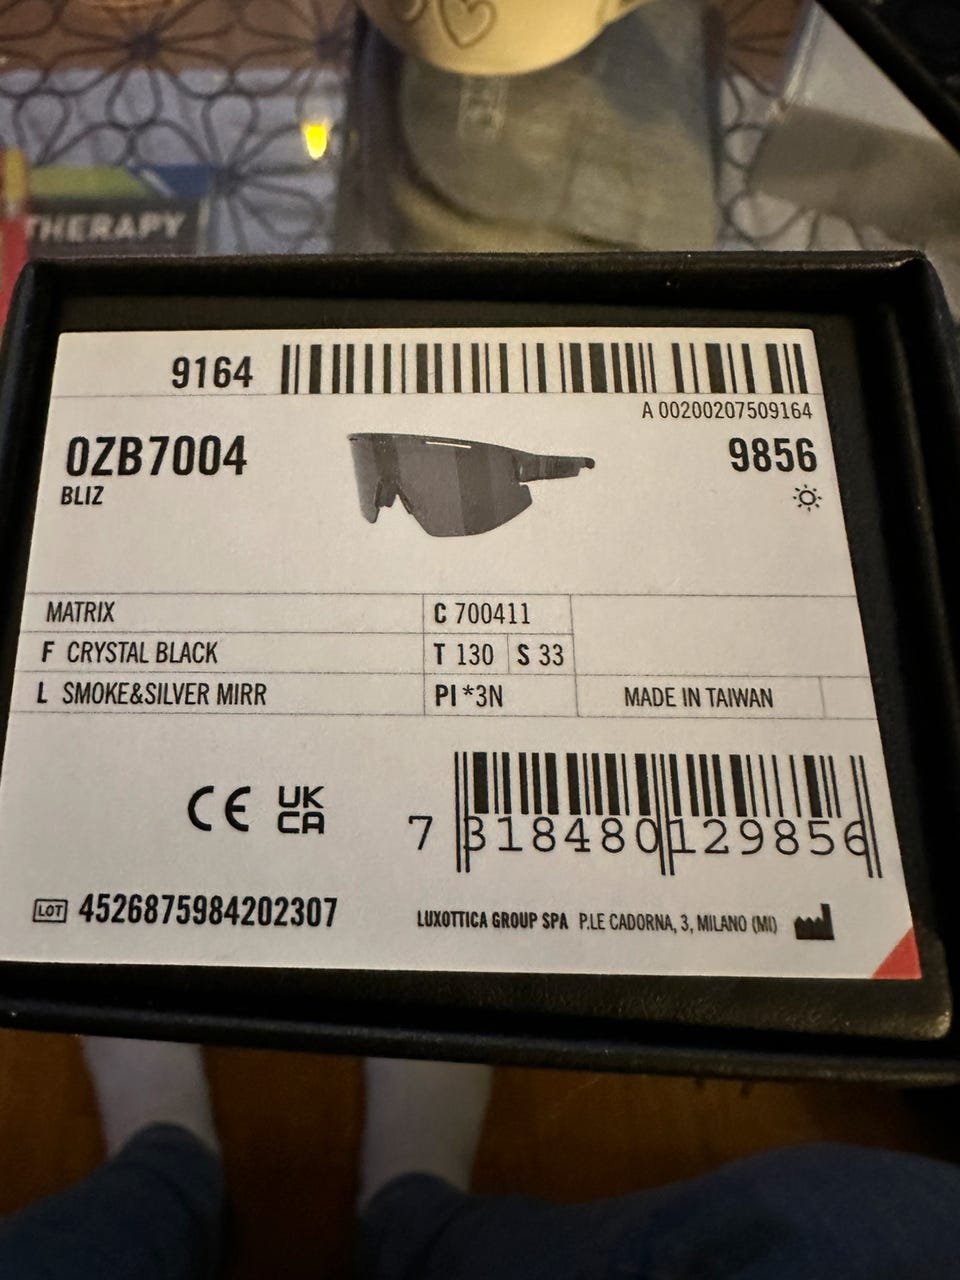 THERAPY
9164
A 00200207509164
0ZB7004
9856
BLIZ
MATRIX
C 700411
F CRYSTAL BLACK
T 130
S 33
L SMOKE&SILVER MIRR
PI *3N
MADE IN TAIWAN
CE
UK
CA
7 318480 129856
LOT 4526875984202307
LUXOTTICA GROUP SPA P.LE CADORNA, 3, MILANO (MI)